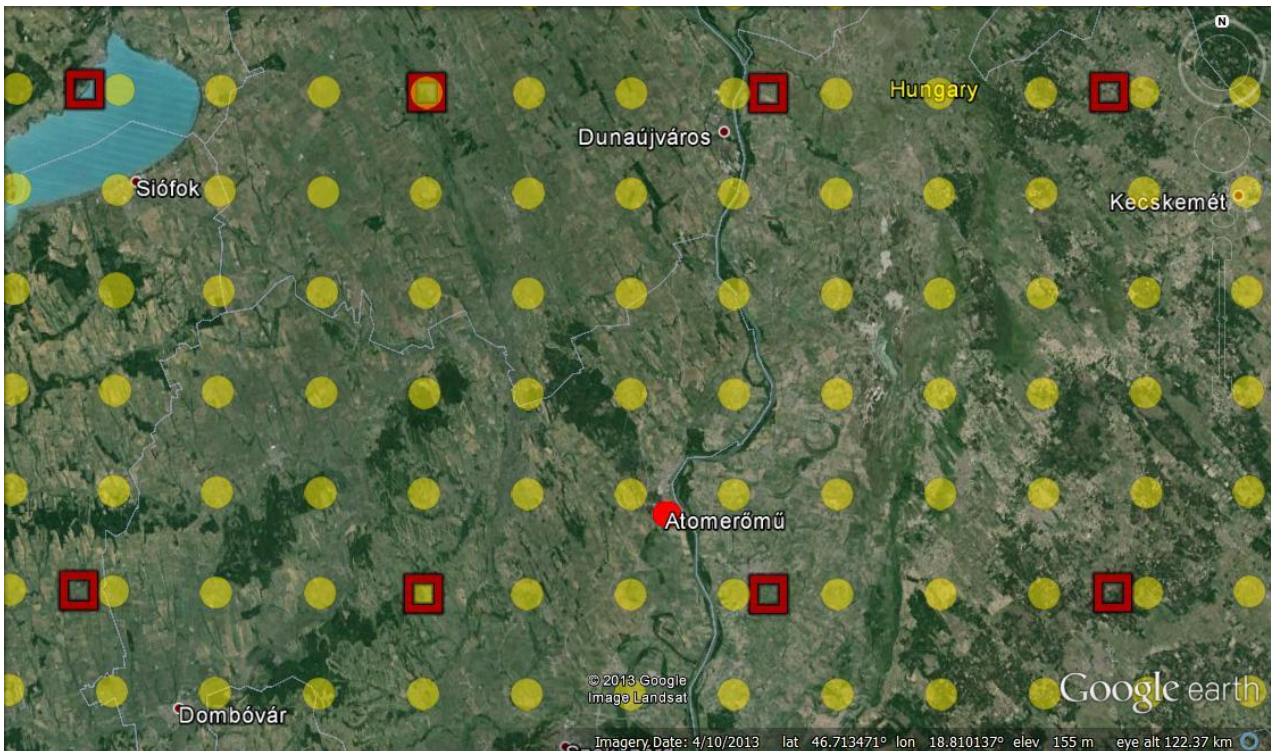 N
Hungary
Dunaújváros
Siófok
Kecskemét
Atomerőmű
© 2013 Google
Image Landsat
Google earth
Dombóvár
Imagery Date: 4/10/2013 lat 46.713471° lon 18.810137° elev 155 m eye alt 122.37 km